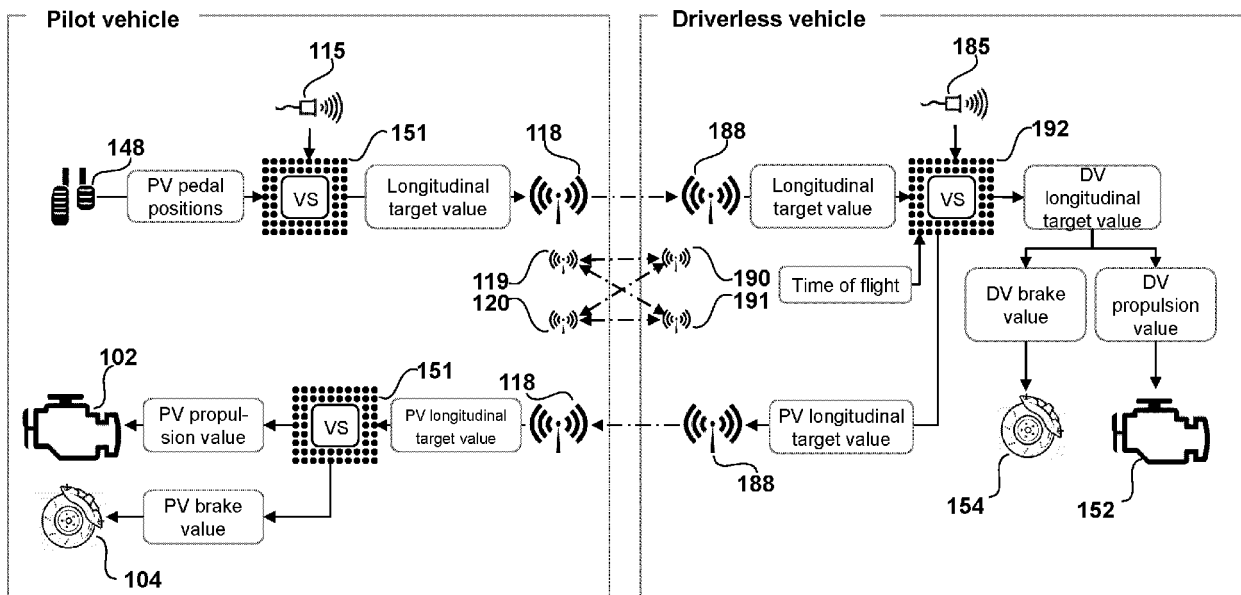 Pilot vehicle
Driverless vehicle
115
185
148
151
118
188
192
PV pedal
positions
VS
Longitudinal
target value
Longitudinal
target value
VS
DV
longitudinal
target value
119
120
190
191
Time of flight
DV brake
value
DV
propulsion
value
102
151
118
PV propul-
sion value
VS
PV longitudinal
target value
PV longitudinal
target value
188
154
152
PV brake
value
104